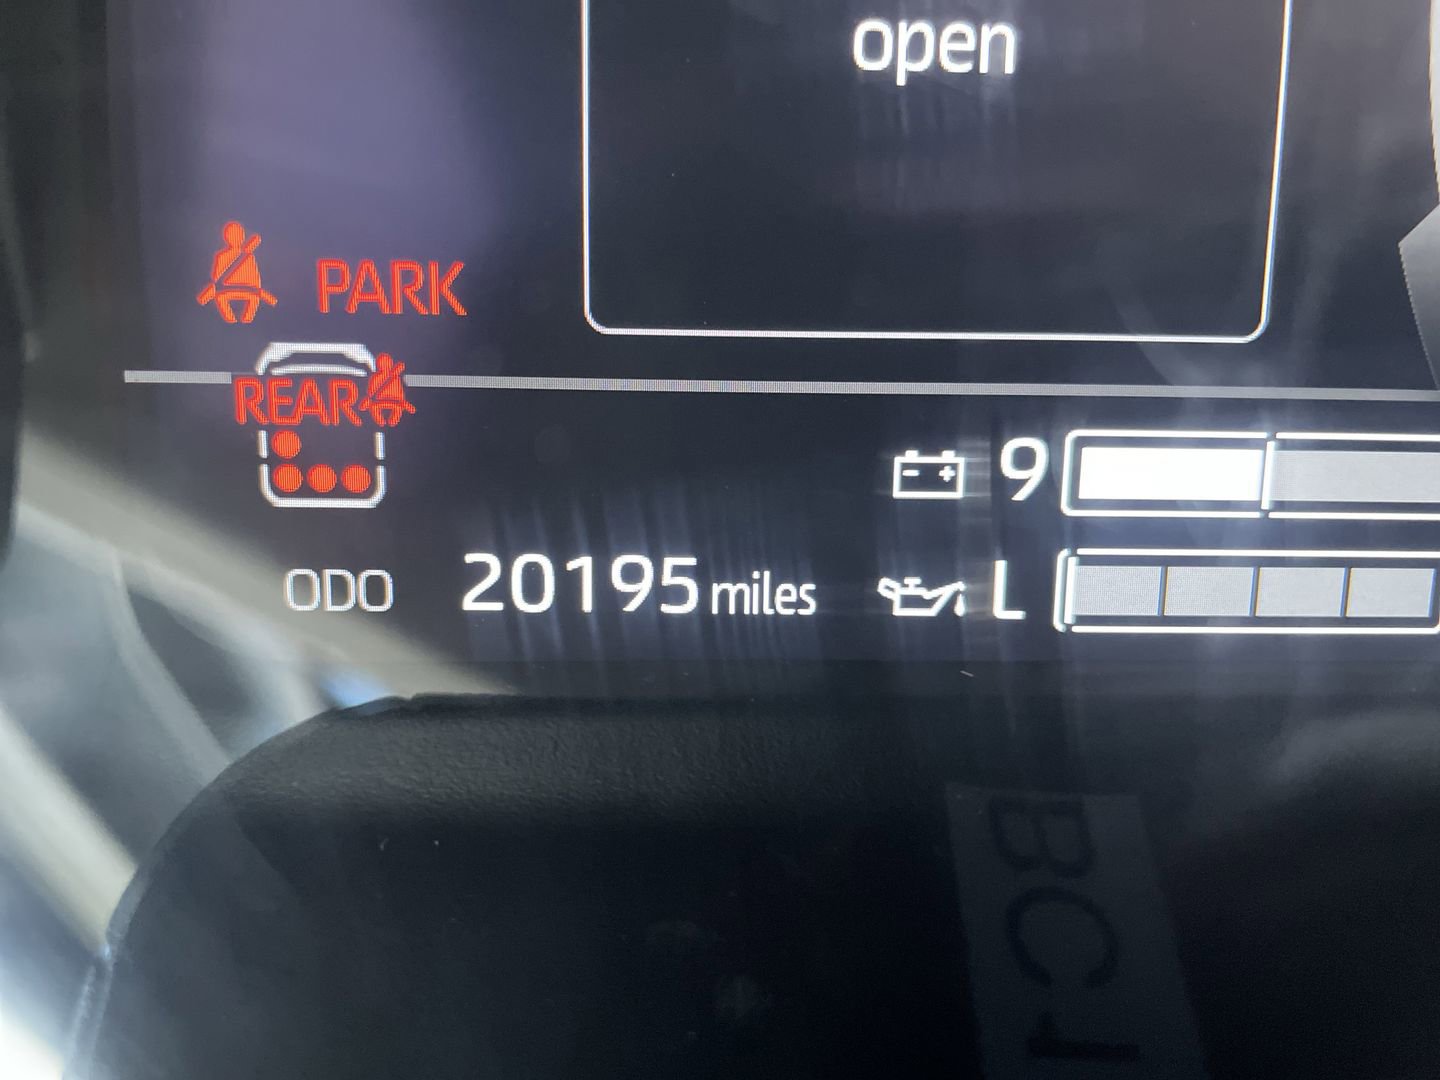 open
PARK
REAR
9
ODO 20195 miles L